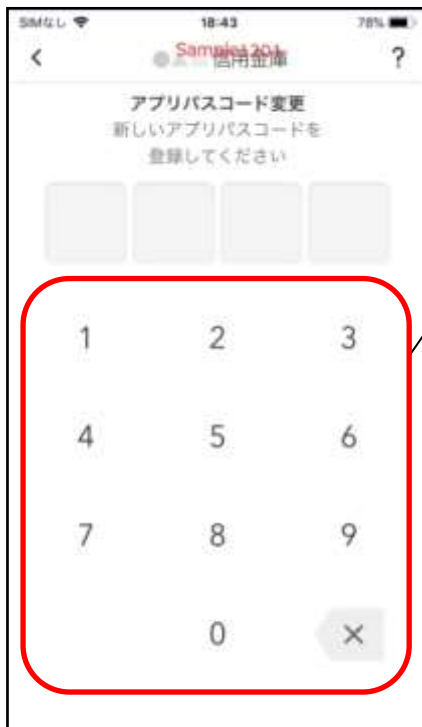 SIMなし 18:43 78%
Sample1201
信用金庫 ?
アプリパスコード変更
新しいアプリパスコードを
登録してください
1 2 3
4 5 6
7 8 9
0 ×